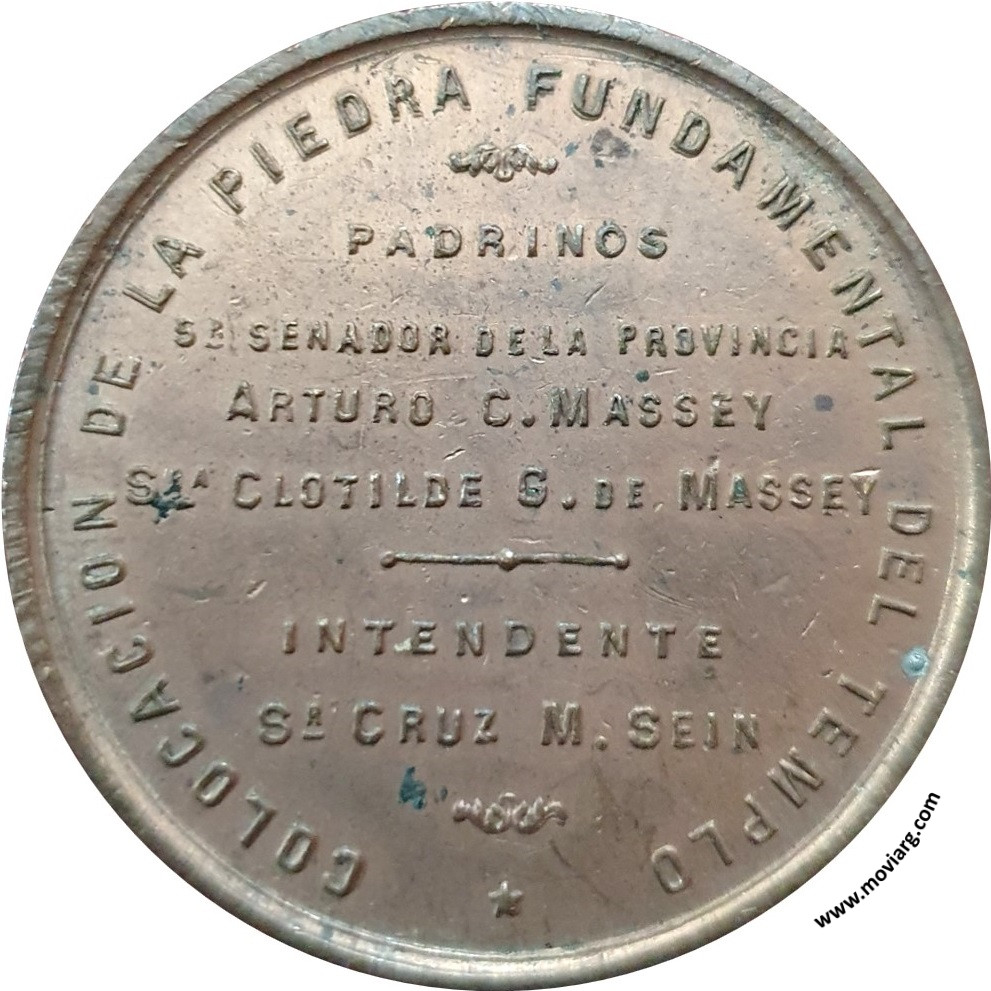 COLOCACION DE LA PIEDRA FUNDAMENTAL DEL TEMPLO
PADRINOS
SR. SENADOR DE LA PROVINCIA
ARTURO C. MASSEY
SRA CLOTILDE G. DE MASSEY
INTENDENTE
SR. CRUZ M. SEIN
www.moviarg.com